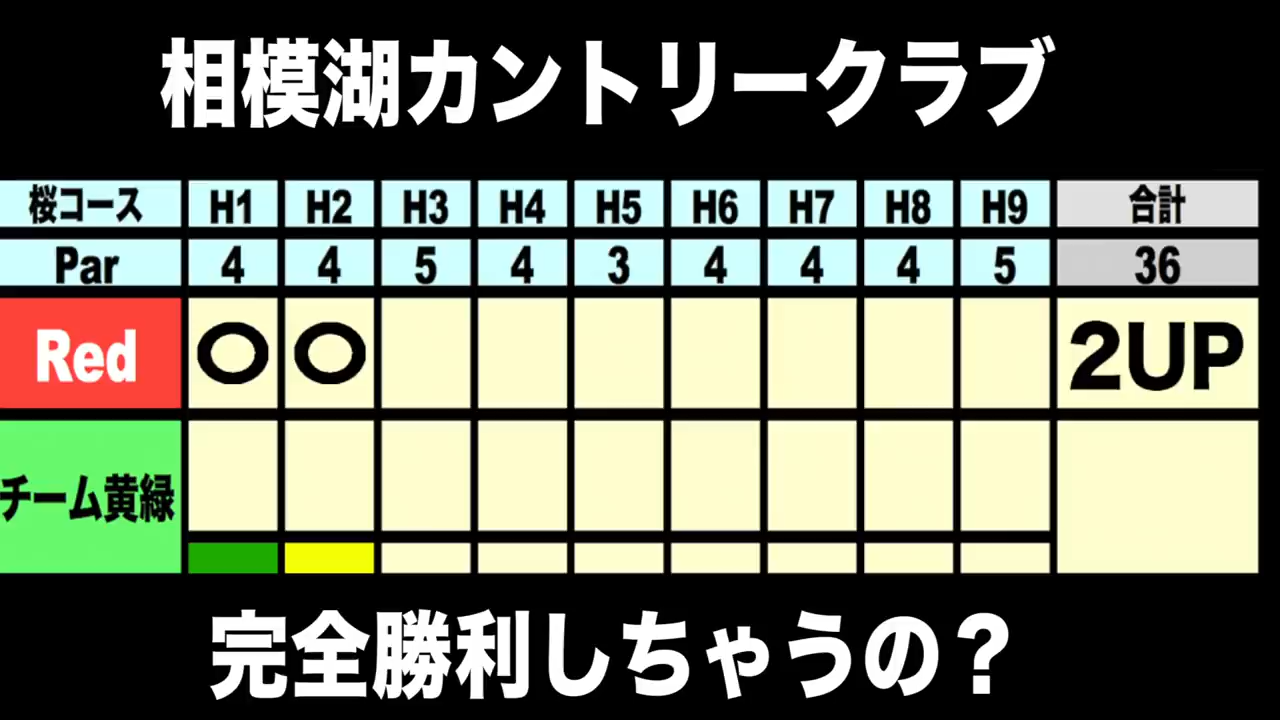 相模湖カントリークラブ
桜コース H1 H2 H3 H4 H5 H6 H7 H8 H9 合計
Par 4 4 5 4 3 4 4 4 5 36
Red 〇 〇 2UP
チーム黄緑
完全勝利しちゃうの？